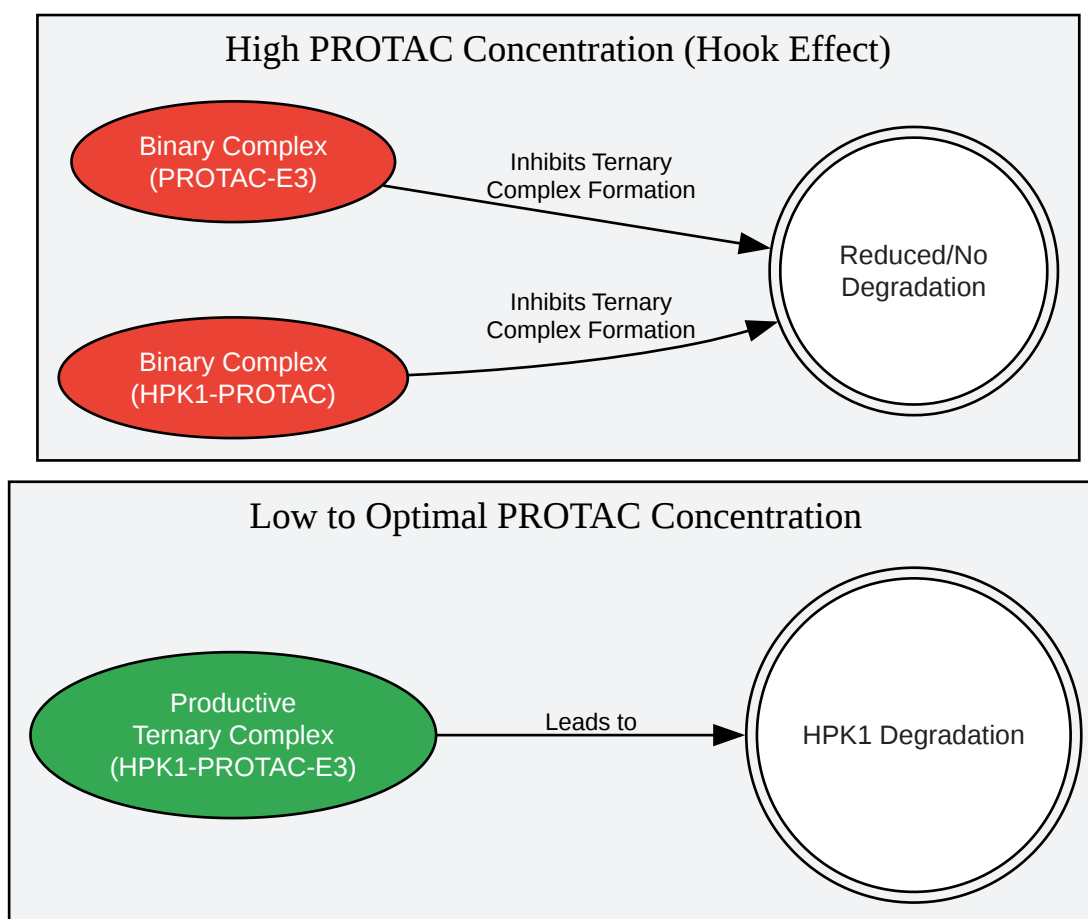 High PROTAC Concentration (Hook Effect)
Binary Complex
(PROTAC-E3)
Inhibits Ternary
Complex Formation
Binary Complex
(HPK1-PROTAC)
Inhibits Ternary
Complex Formation
Reduced/No
Degradation
Low to Optimal PROTAC Concentration
Productive
Ternary Complex
(HPK1-PROTAC-E3)
Leads to
HPK1 Degradation